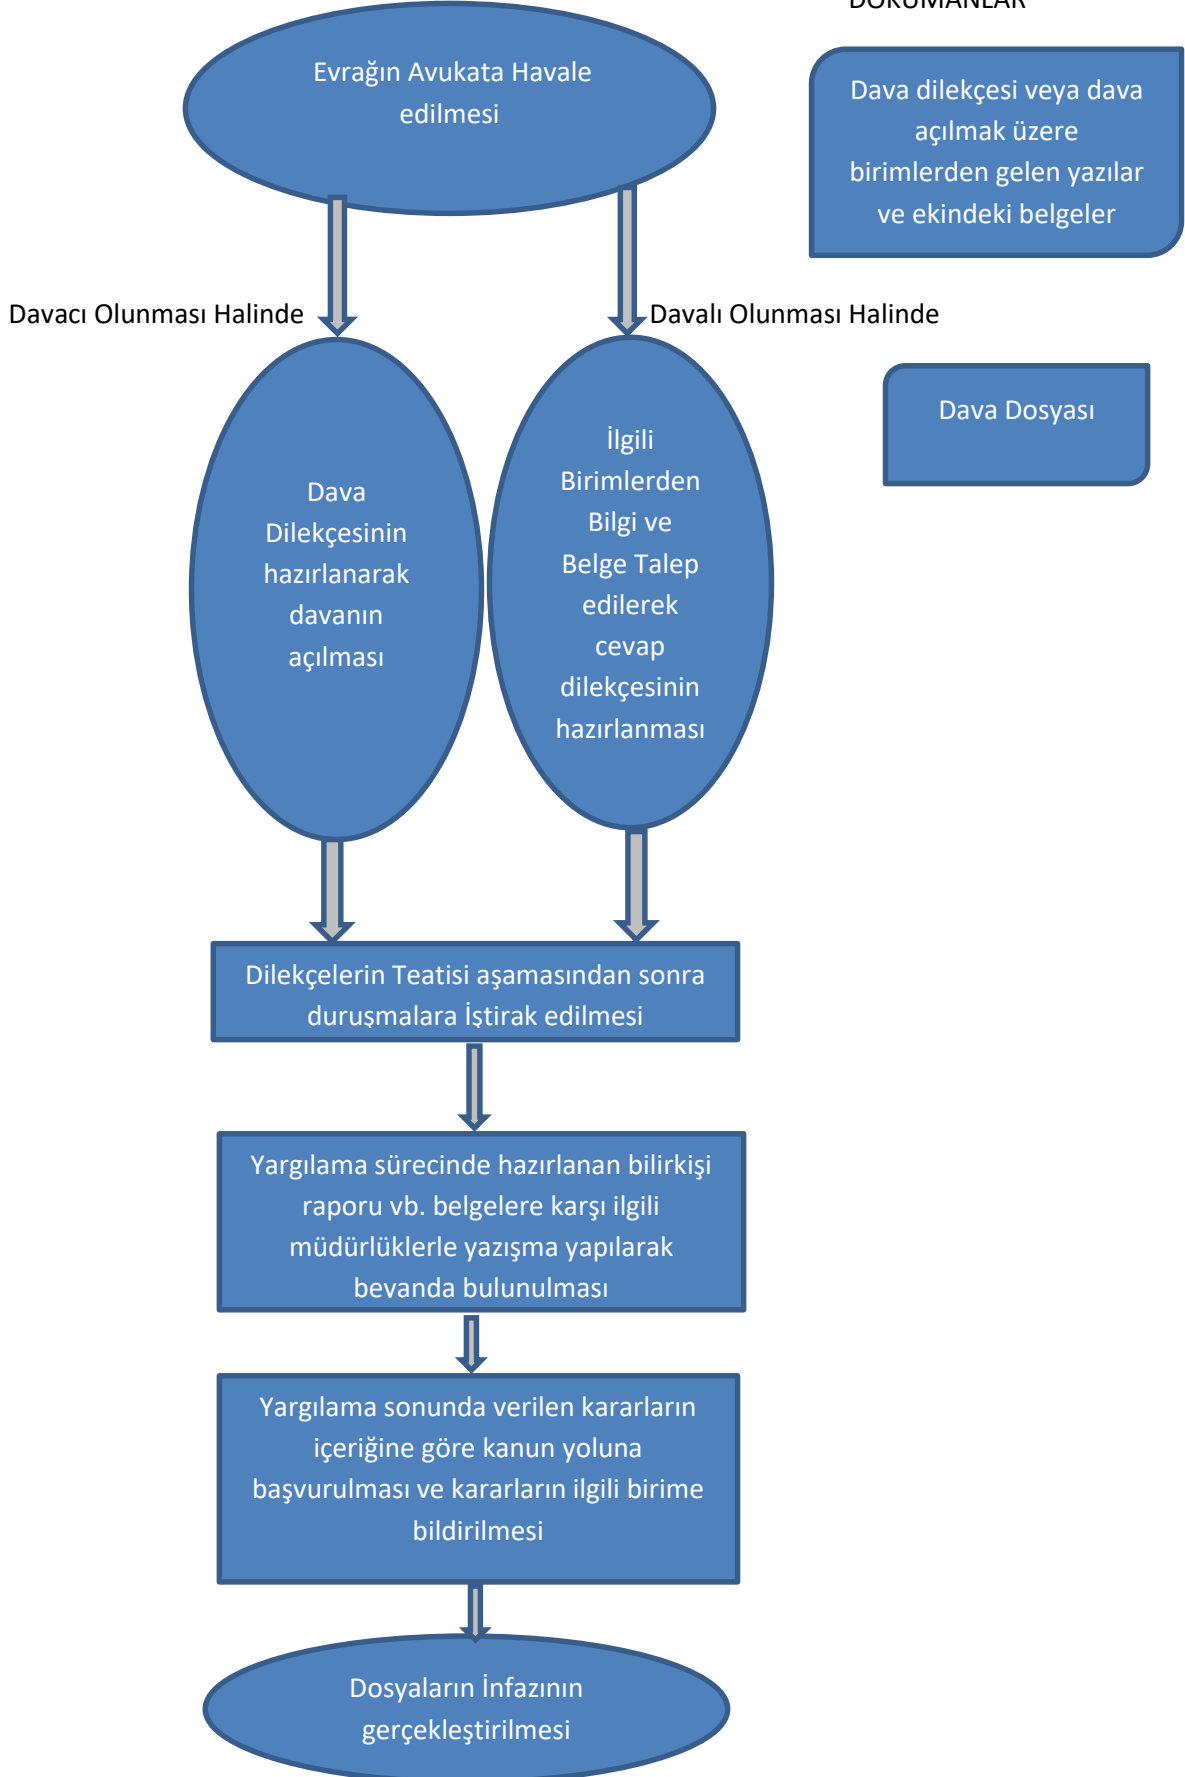 DOKÜMANLAR
Evrağın Avukata Havale
edilmesi
Dava dilekçesi veya dava
açılmak üzere
birimlerden gelen yazılar
ve ekindeki belgeler
Davacı Olunması Halinde
Davalı Olunması Halinde
Dava Dosyası
Dava
Dilekçesinin
hazırlanarak
davanın
açılması
İlgili
Birimlerden
Bilgi ve
Belge Talep
edilerek
cevap
dilekçesinin
hazırlanması
Dilekçelerin Teatisi aşamasından sonra
duruşmalara İştirak edilmesi
Yargılama sürecinde hazırlanan bilirkişi
raporu vb. belgelere karşı ilgili
müdürlüklerle yazışma yapılarak
beyanda bulunulması
Yargılama sonunda verilen kararların
içeriğine göre kanun yoluna
başvurulması ve kararların ilgili birime
bildirilmesi
Dosyaların İnfazının
gerçekleştirilmesi